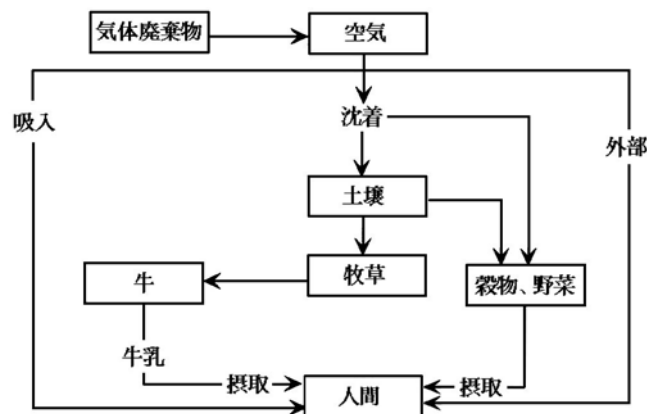 気体廃棄物
空気
吸入
沈着
外部
土壌
牛
牧草
穀物、野菜
牛乳
摂取
人間
摂取